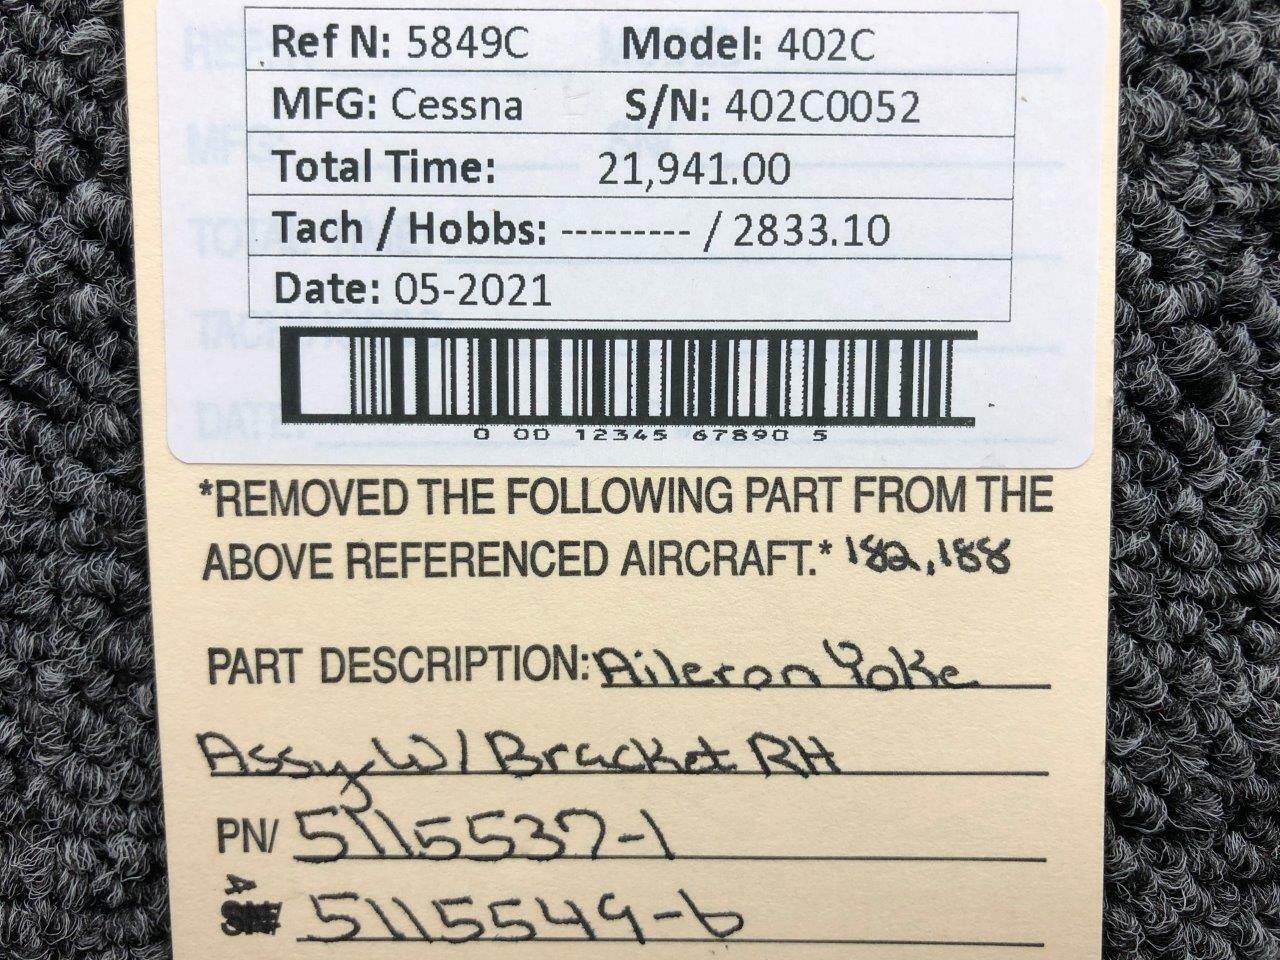 Ref N: 5849C Model: 402C
MFG: Cessna S/N: 402C0052
Total Time: 21,941.00
Tach / Hobbs: --------- / 2833.10
Date: 05-2021
0 00 12345 67890 5
*REMOVED THE FOLLOWING PART FROM THE
ABOVE REFERENCED AIRCRAFT.* 182,188
PART DESCRIPTION: Aileron Yoke
Assy W/ Bracket RH
PN/ 5115537-1
5115549-6